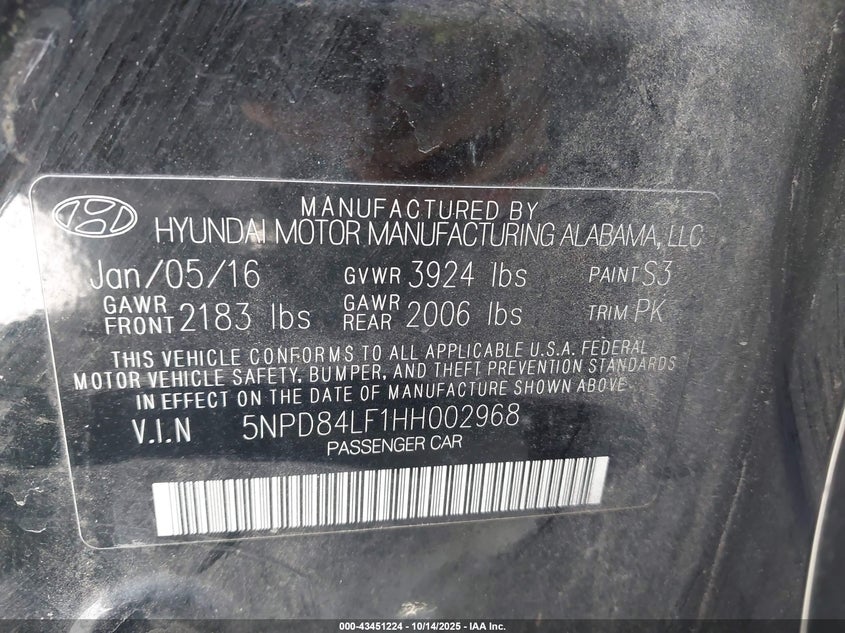 MANUFACTURED BY
HYUNDAI MOTOR MANUFACTURING ALABAMA, LLC
Jan/05/16 GVWR 3924 lbs PAINT S3
GAWR FRONT 2183 lbs GAWR REAR 2006 lbs TRIM PK
THIS VEHICLE CONFORMS TO ALL APPLICABLE U.S.A. FEDERAL
MOTOR VEHICLE SAFETY, BUMPER, AND THEFT PREVENTION STANDARDS
IN EFFECT ON THE DATE OF MANUFACTURE SHOWN ABOVE.
V.I.N 5NPD84LF1HH002968
PASSENGER CAR
000-43451224 - 10/14/2025 - IAA Inc.